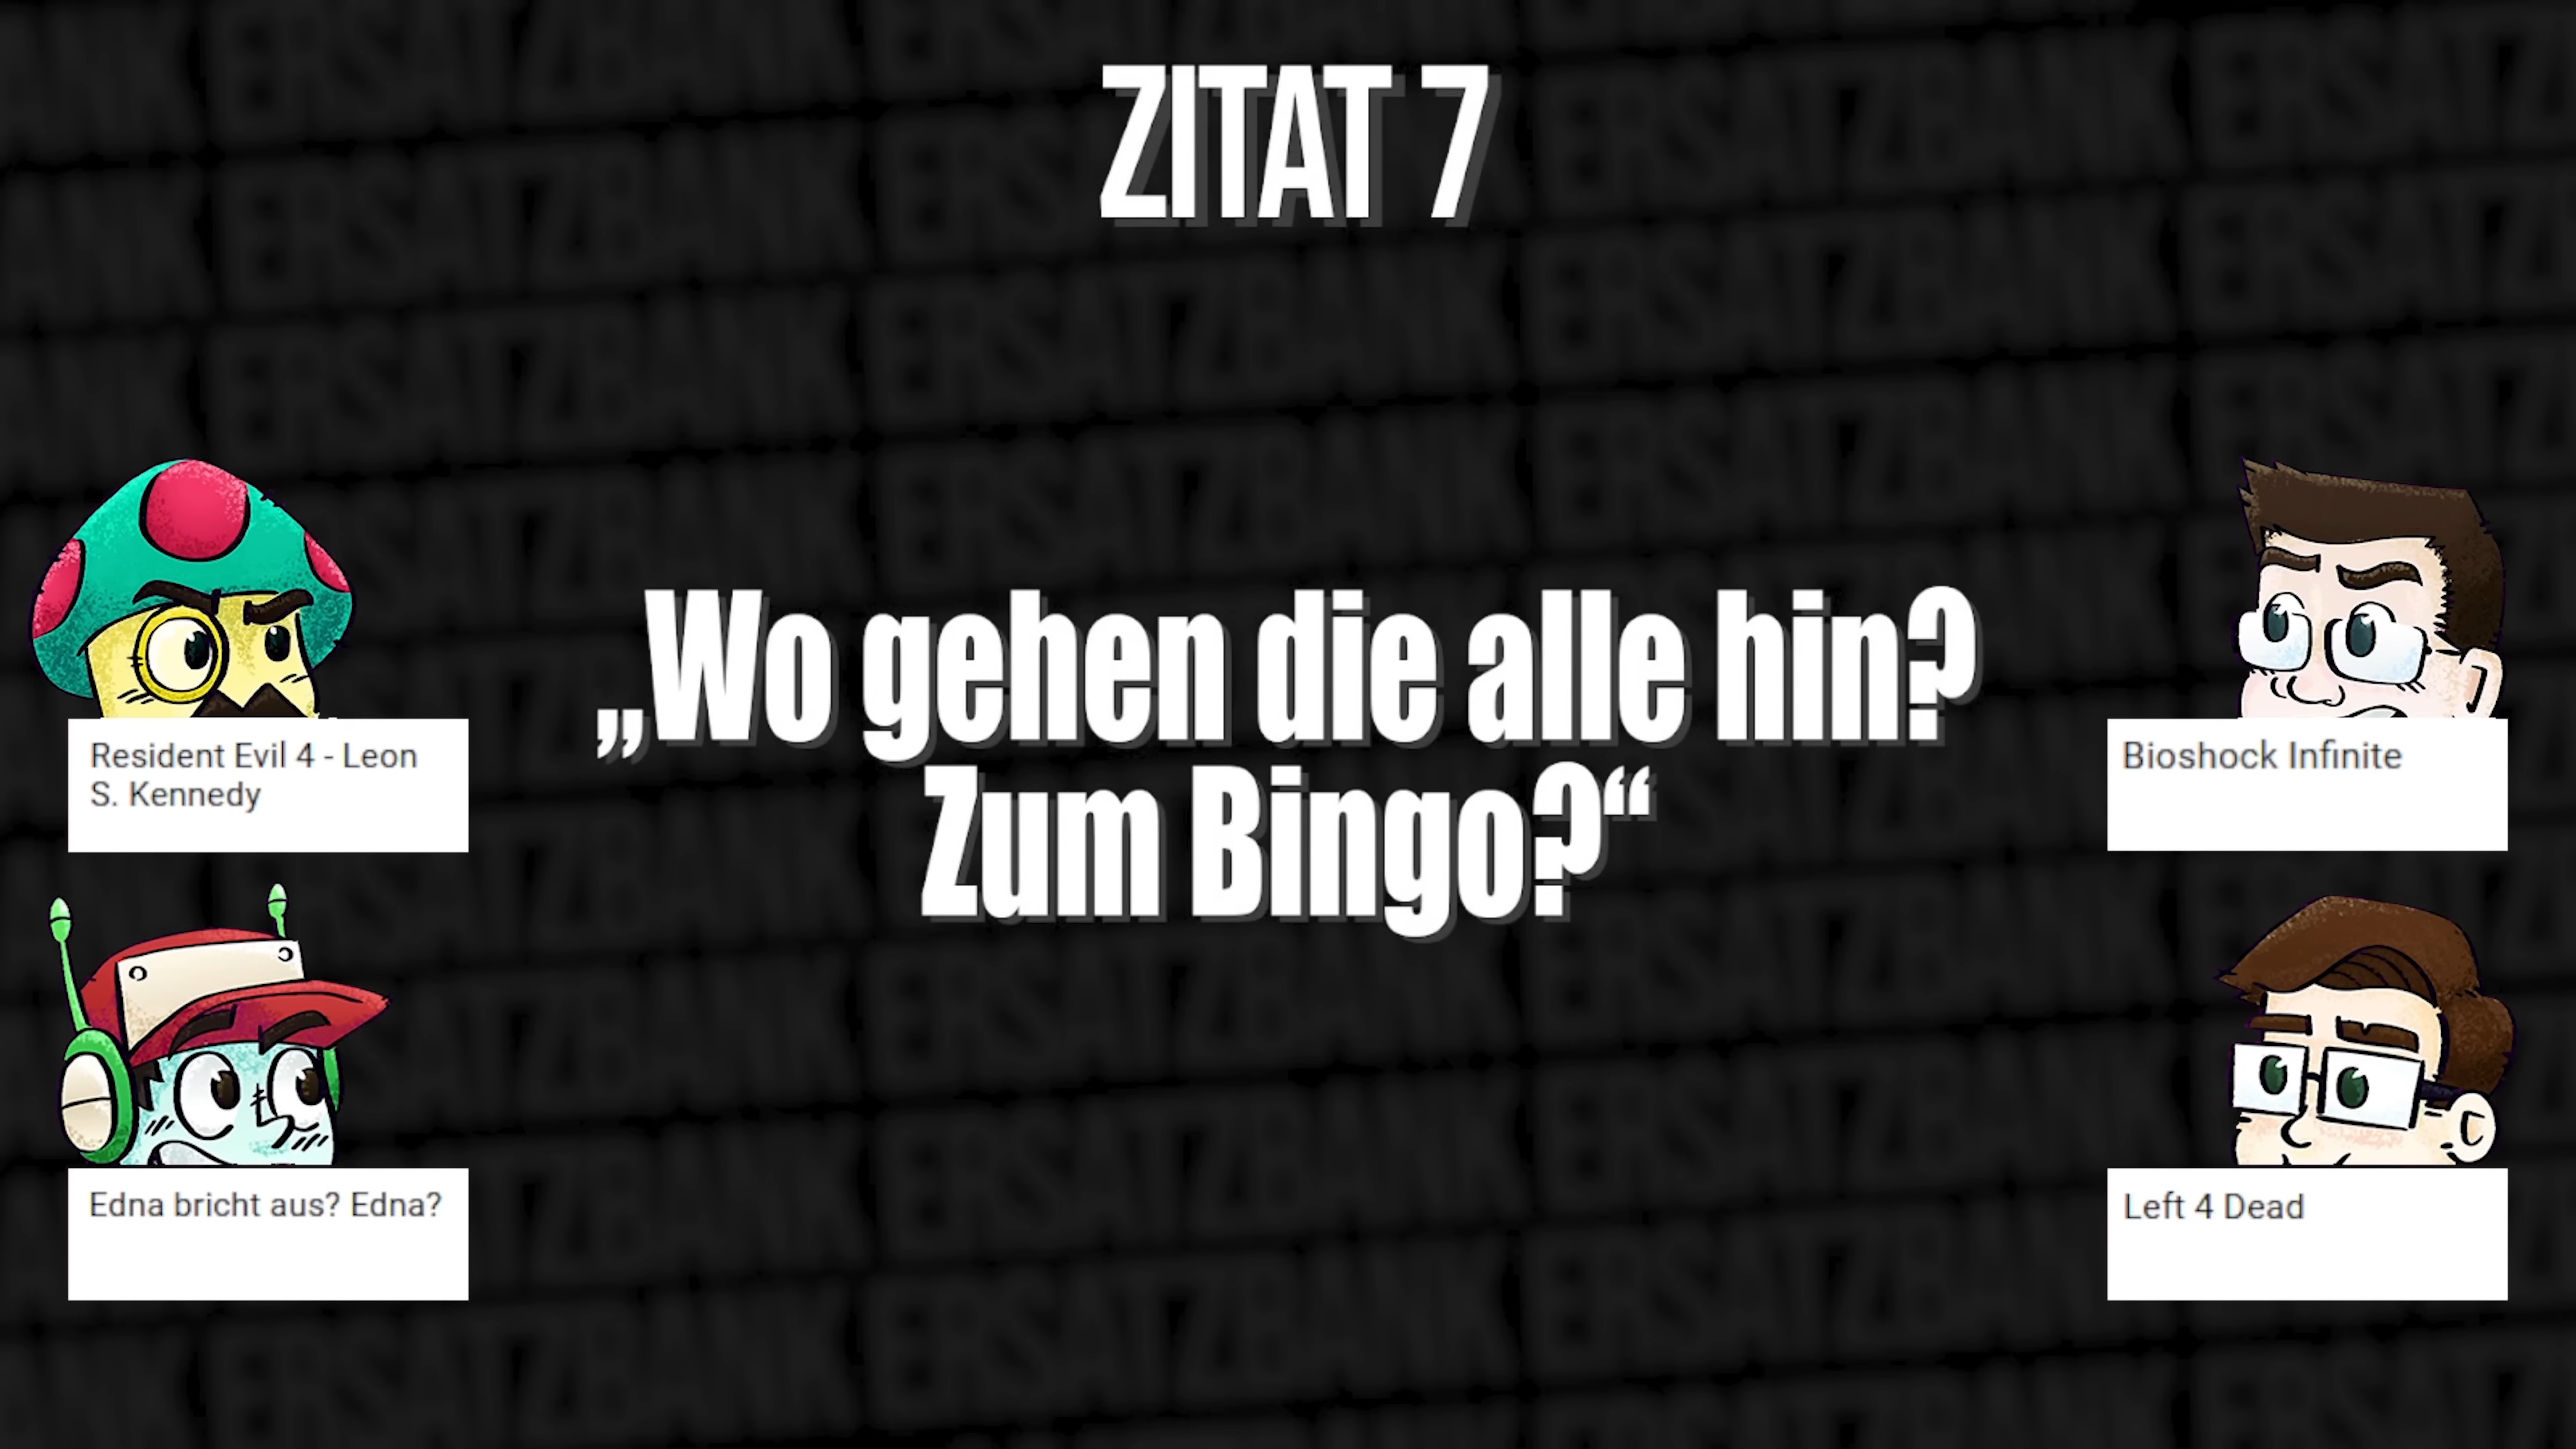 ZITAT 7
„Wo gehen die alle hin?
Zum Bingo?“
Resident Evil 4 - Leon
S. Kennedy
Bioshock Infinite
Edna bricht aus? Edna?
Left 4 Dead
ERSATZBANK